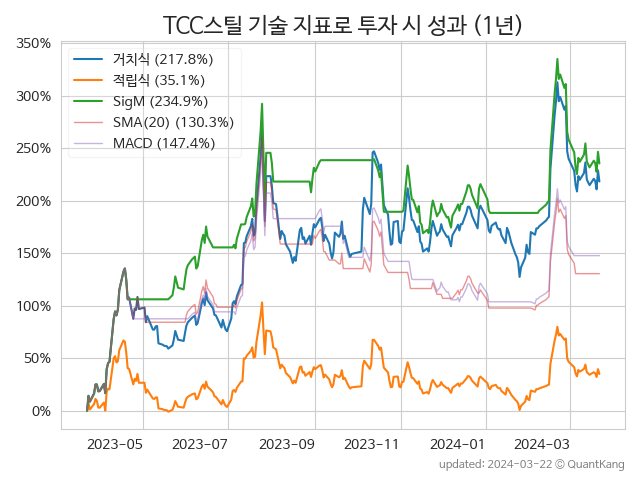 TCC스틸 기술 지표로 투자 시 성과 (1년)
350%
300%
250%
200%
150%
100%
50%
0%
거치식 (217.8%)
적립식 (35.1%)
SigM (234.9%)
SMA(20) (130.3%)
MACD (147.4%)
2023-05 2023-07 2023-09 2023-11 2024-01 2024-03
updated: 2024-03-22 © QuantKang